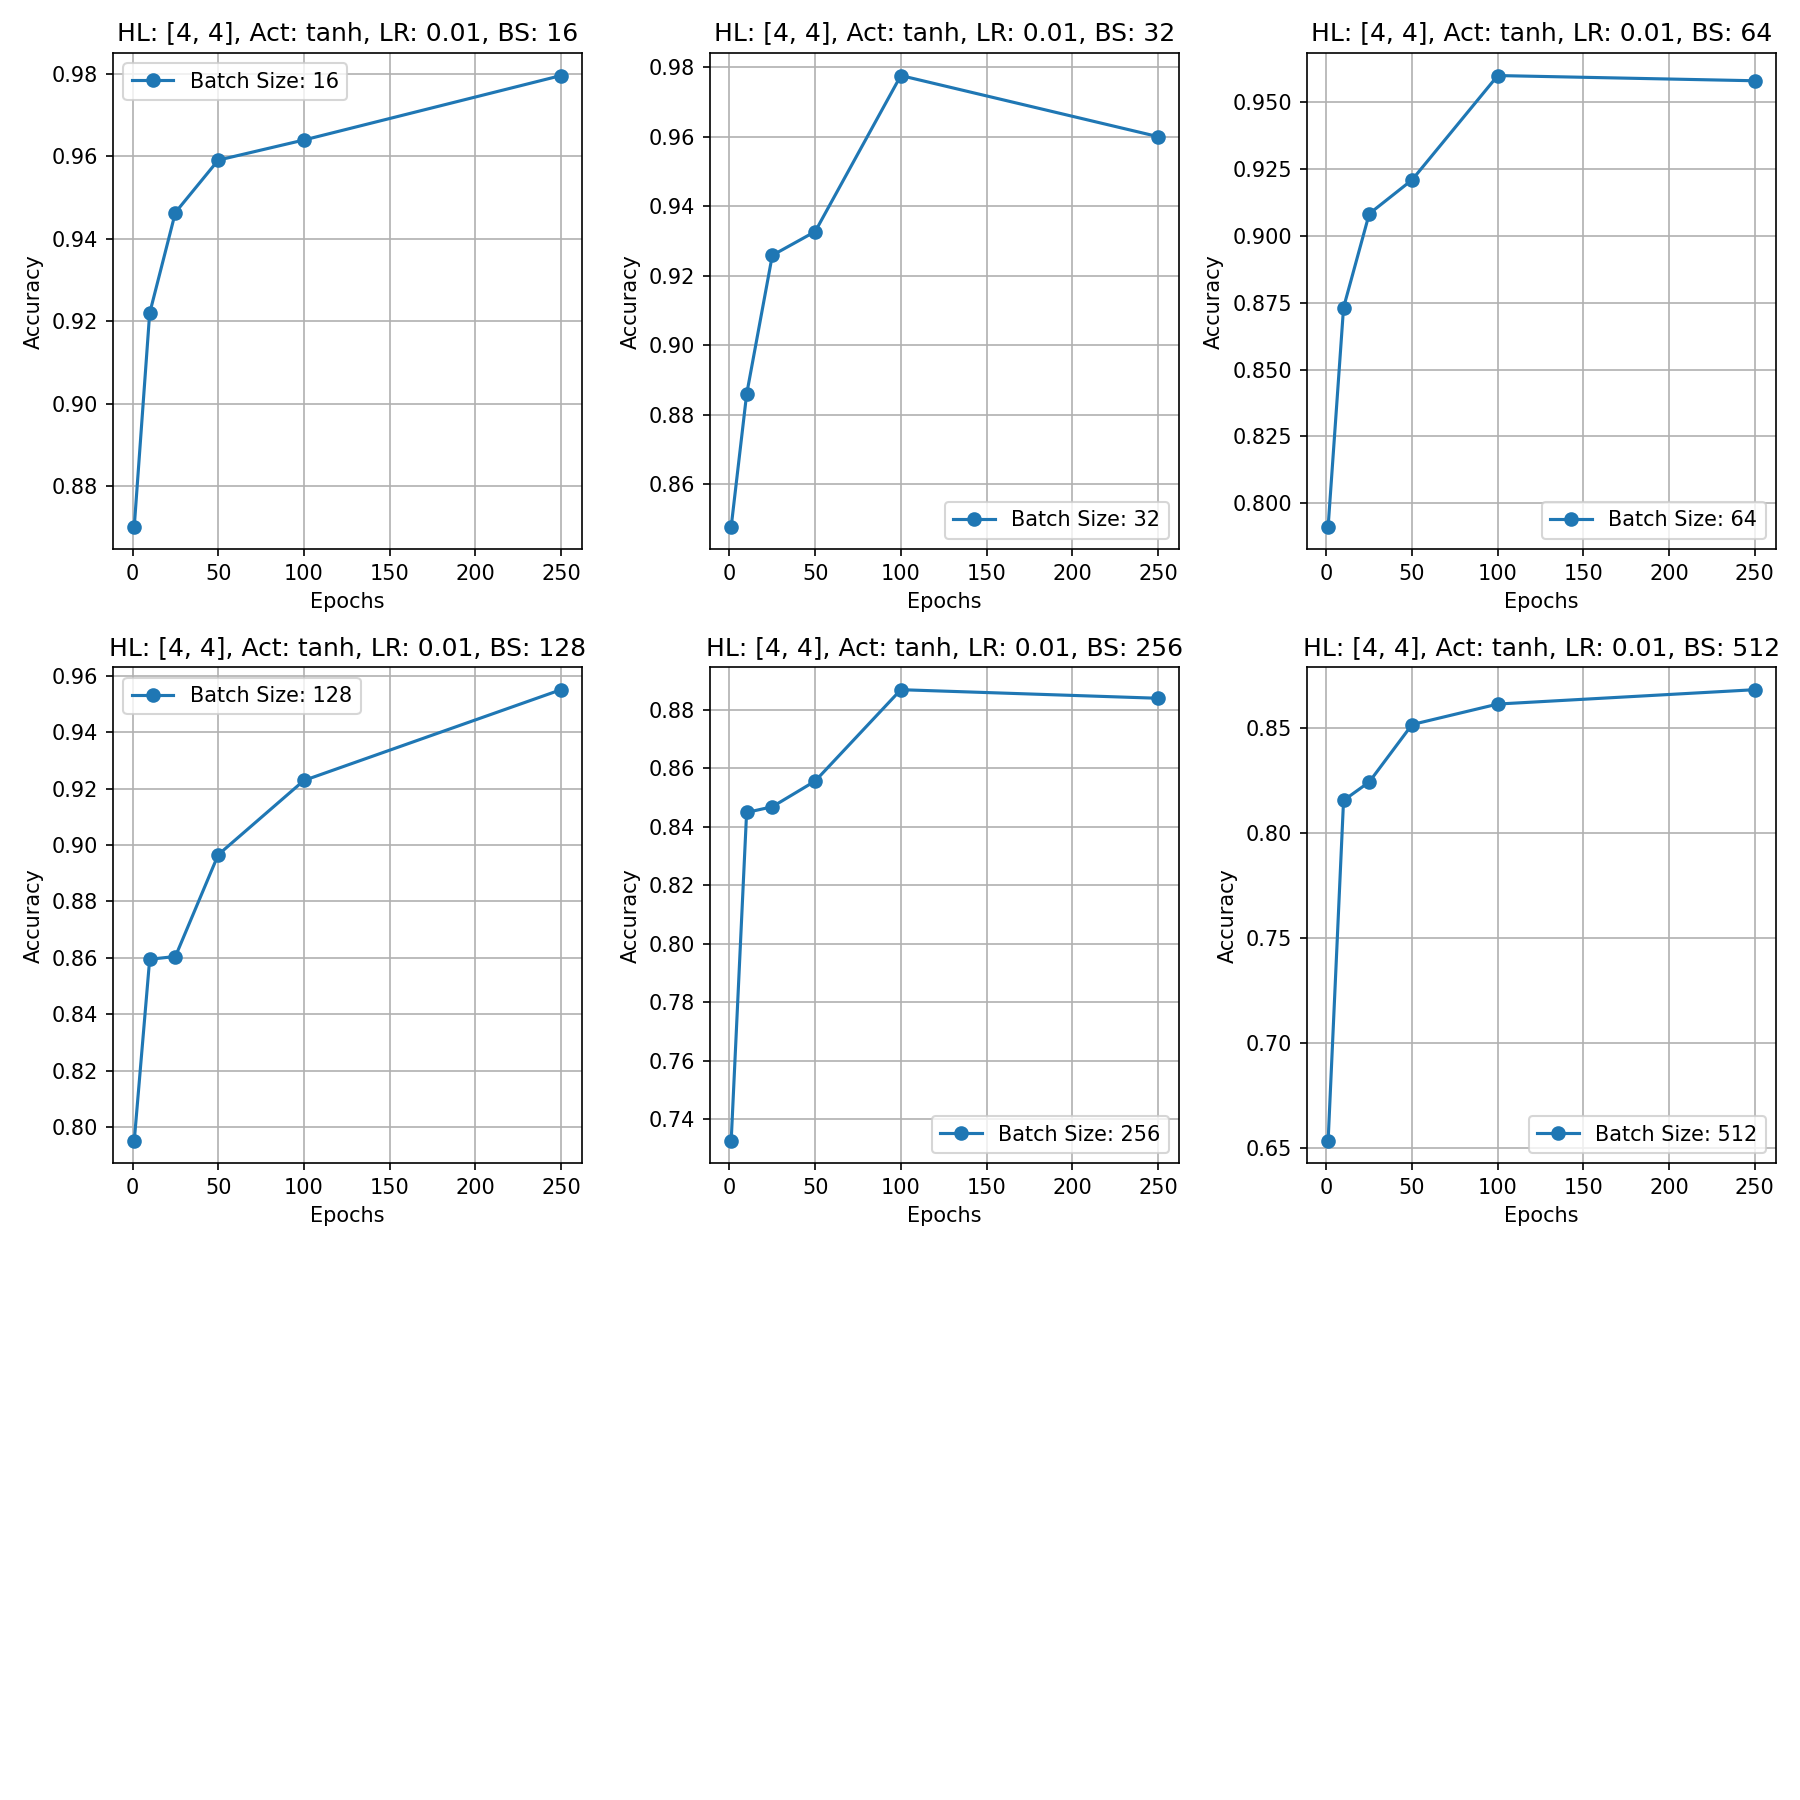 HL: [4, 4], Act: tanh, LR: 0.01, BS: 16
Batch Size: 16
Accuracy
0.98
0.96
0.94
0.92
0.90
0.88
0 50 100 150 200 250
Epochs
HL: [4, 4], Act: tanh, LR: 0.01, BS: 32
Batch Size: 32
Accuracy
0.98
0.96
0.94
0.92
0.90
0.88
0.86
0 50 100 150 200 250
Epochs
HL: [4, 4], Act: tanh, LR: 0.01, BS: 64
Batch Size: 64
Accuracy
0.950
0.925
0.900
0.875
0.850
0.825
0.800
0 50 100 150 200 250
Epochs
HL: [4, 4], Act: tanh, LR: 0.01, BS: 128
Batch Size: 128
Accuracy
0.96
0.94
0.92
0.90
0.88
0.86
0.84
0.82
0.80
0 50 100 150 200 250
Epochs
HL: [4, 4], Act: tanh, LR: 0.01, BS: 256
Batch Size: 256
Accuracy
0.88
0.86
0.84
0.82
0.80
0.78
0.76
0.74
0 50 100 150 200 250
Epochs
HL: [4, 4], Act: tanh, LR: 0.01, BS: 512
Batch Size: 512
Accuracy
0.85
0.80
0.75
0.70
0.65
0 50 100 150 200 250
Epochs